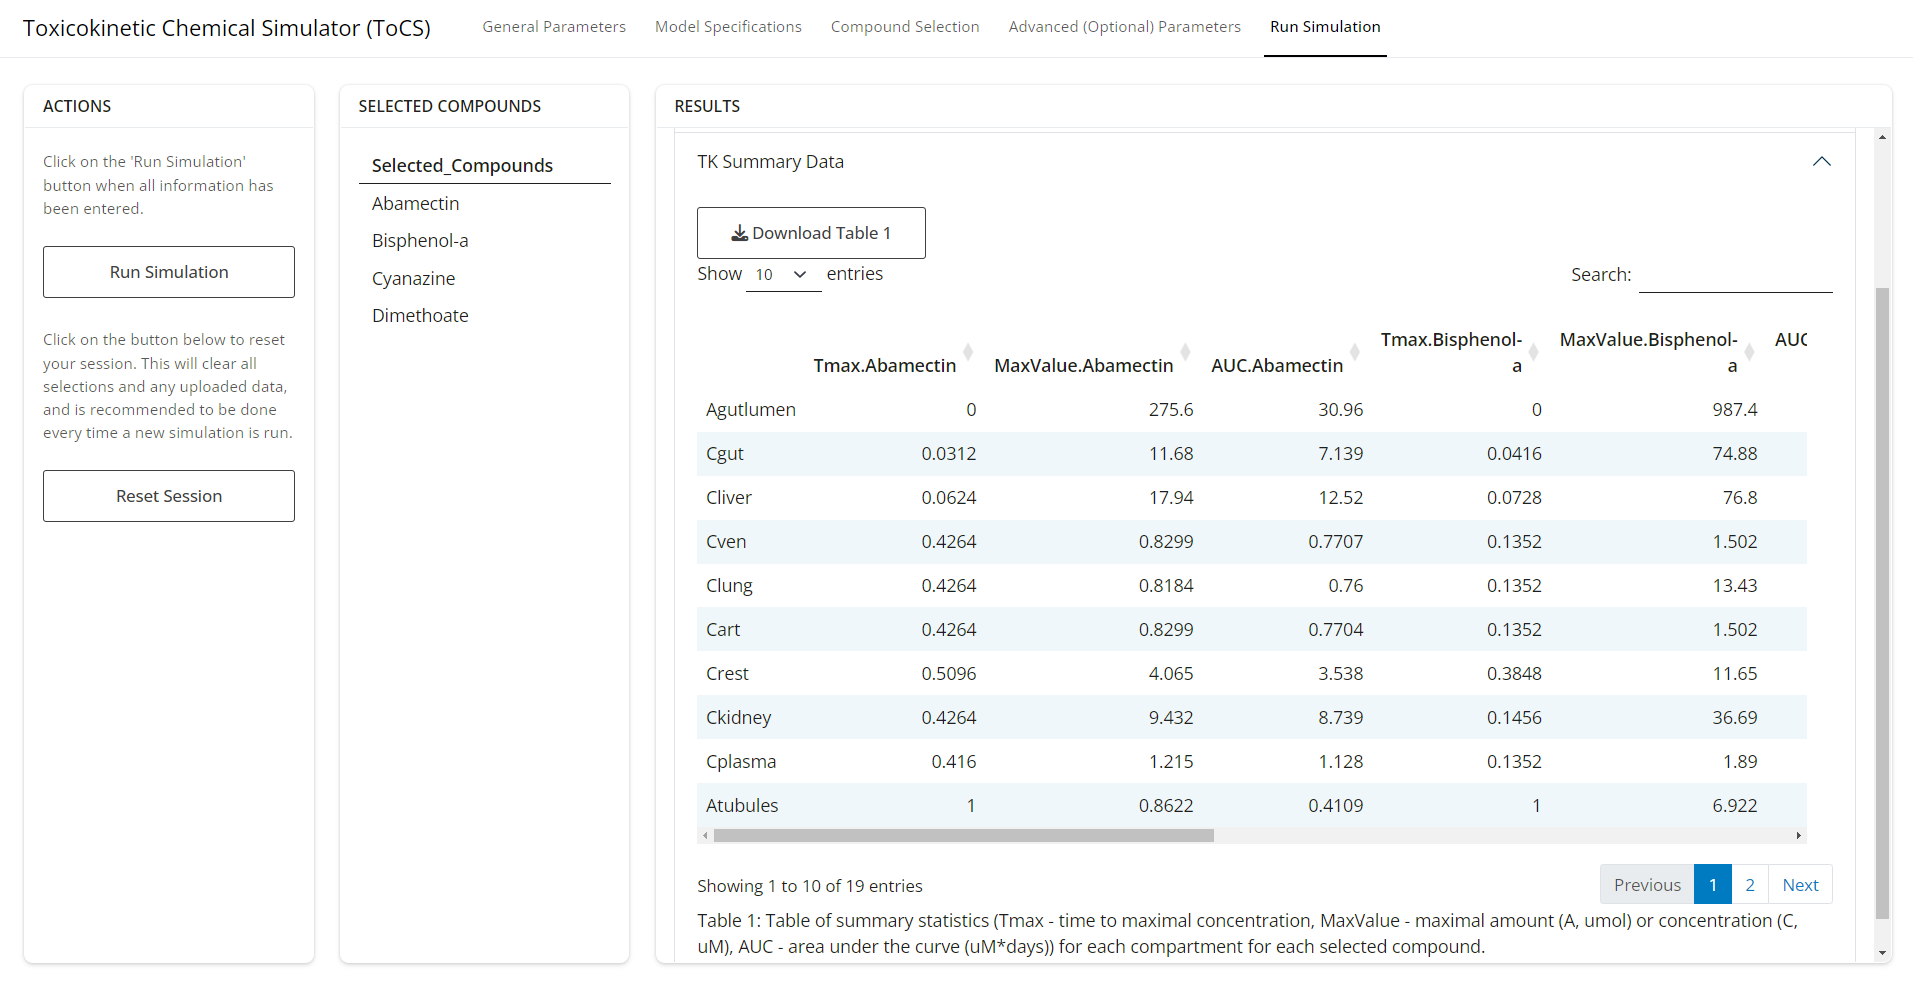 Toxicokinetic Chemical Simulator (ToCS)
General Parameters
Model Specifications
Compound Selection
Advanced (Optional) Parameters
Run Simulation
ACTIONS
Click on the 'Run Simulation'
button when all information has
been entered.
Run Simulation
Click on the button below to reset
your session. This will clear all
selections and any uploaded data,
and is recommended to be done
every time a new simulation is run.
Reset Session
SELECTED COMPOUNDS
Selected_Compounds
Abamectin
Bisphenol-a
Cyanazine
Dimethoate
RESULTS
TK Summary Data
Download Table 1
Show 10 entries
Search:
Tmax.Abamectin MaxValue.Abamectin AUC.Abamectin Tmax.Bisphenol-a MaxValue.Bisphenol-a AUC
Agutlumen 0 275.6 30.96 0 987.4
Cgut 0.0312 11.68 7.139 0.0416 74.88
Cliver 0.0624 17.94 12.52 0.0728 76.8
Cven 0.4264 0.8299 0.7707 0.1352 1.502
Clung 0.4264 0.8184 0.76 0.1352 13.43
Cart 0.4264 0.8299 0.7704 0.1352 1.502
Crest 0.5096 4.065 3.538 0.3848 11.65
Ckidney 0.4264 9.432 8.739 0.1456 36.69
Cplasma 0.416 1.215 1.128 0.1352 1.89
Atubules 1 0.8622 0.4109 1 6.922
Showing 1 to 10 of 19 entries
Previous 1 2 Next
Table 1: Table of summary statistics (Tmax - time to maximal concentration, MaxValue - maximal amount (A, umol) or concentration (C,
uM), AUC - area under the curve (uM*days)) for each compartment for each selected compound.